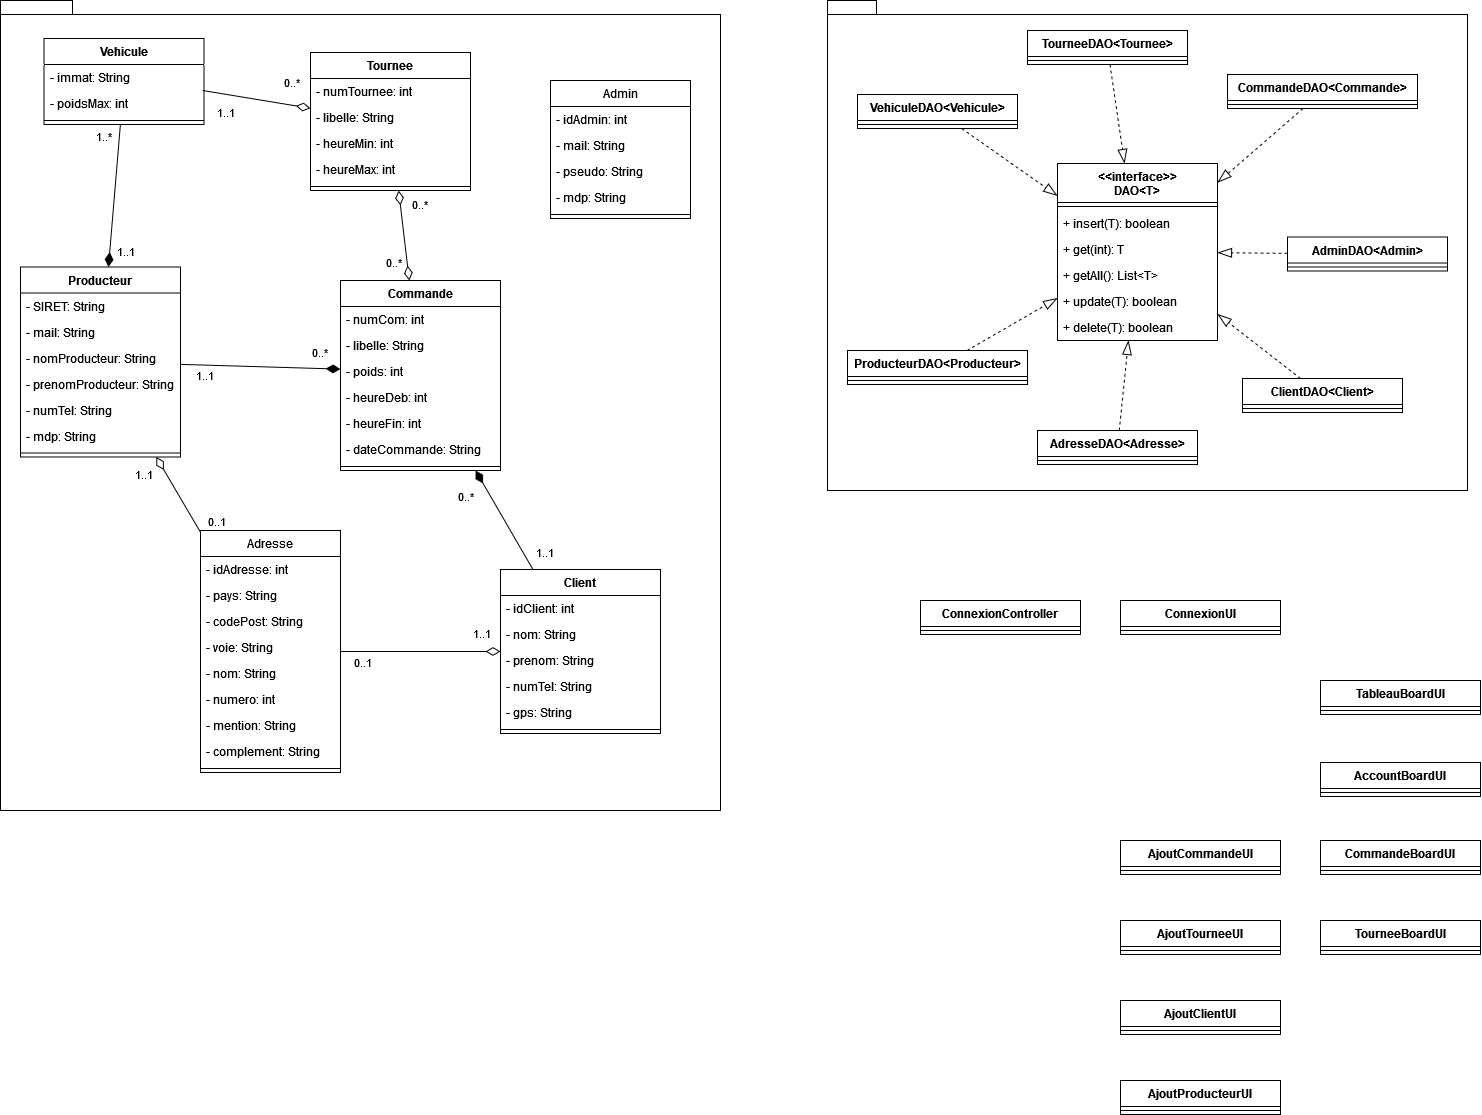 Vehicule
- immat: String
- poidsMax: int
0..*
1..1
Tournee
- numTournee: int
- libelle: String
- heureMin: int
- heureMax: int
Admin
- idAdmin: int
- mail: String
- pseudo: String
- mdp: String
1..*
1..1
0..*
0..*
Producteur
- SIRET: String
- mail: String
- nomProducteur: String
- prenomProducteur: String
- numTel: String
- mdp: String
0..*
1..1
Commande
- numCom: int
- libelle: String
- poids: int
- heureDeb: int
- heureFin: int
- dateCommande: String
1..1
0..1
0..*
1..1
Adresse
- idAdresse: int
- pays: String
- codePost: String
- voie: String
- nom: String
- numero: int
- mention: String
- complement: String
1..1
0..1
Client
- idClient: int
- nom: String
- prenom: String
- numTel: String
- gps: String
TourneeDAO<Tournee>
CommandeDAO<Commande>
VehiculeDAO<Vehicule>
<<interface>>
DAO<T>
+ insert(T): boolean
+ get(int): T
+ getAll(): List<T>
+ update(T): boolean
+ delete(T): boolean
AdminDAO<Admin>
ProducteurDAO<Producteur>
ClientDAO<Client>
AdresseDAO<Adresse>
ConnexionController
ConnexionUI
TableauBoardUI
AccountBoardUI
AjoutCommandeUI
CommandeBoardUI
AjoutTourneeUI
TourneeBoardUI
AjoutClientUI
AjoutProducteurUI